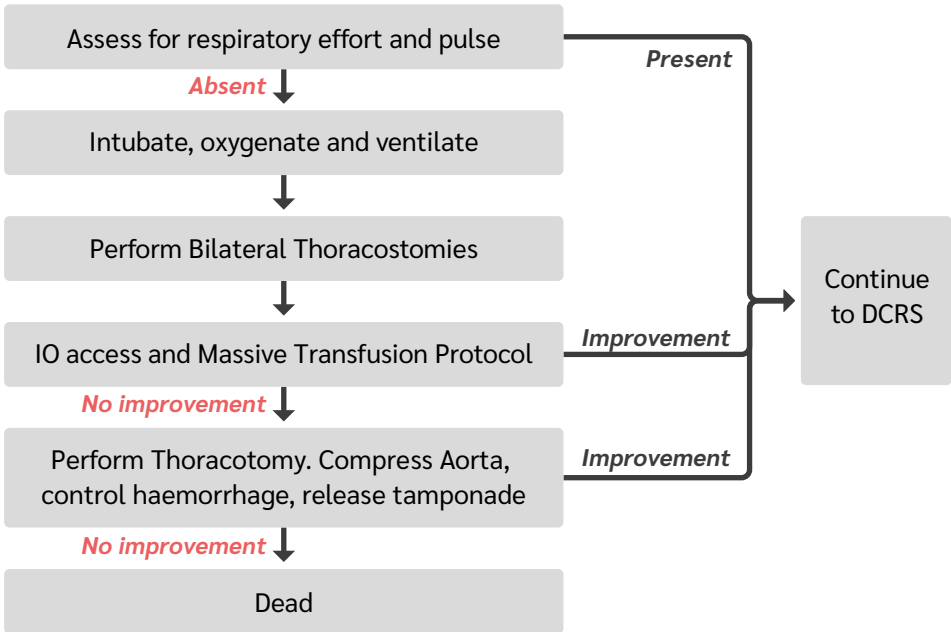 Assess for respiratory effort and pulse
Present
Absent
Intubate, oxygenate and ventilate
Perform Bilateral Thoracostomies
Continue
to DCRS
IO access and Massive Transfusion Protocol
Improvement
No improvement
Perform Thoracotomy. Compress Aorta,
control haemorrhage, release tamponade
Improvement
No improvement
Dead